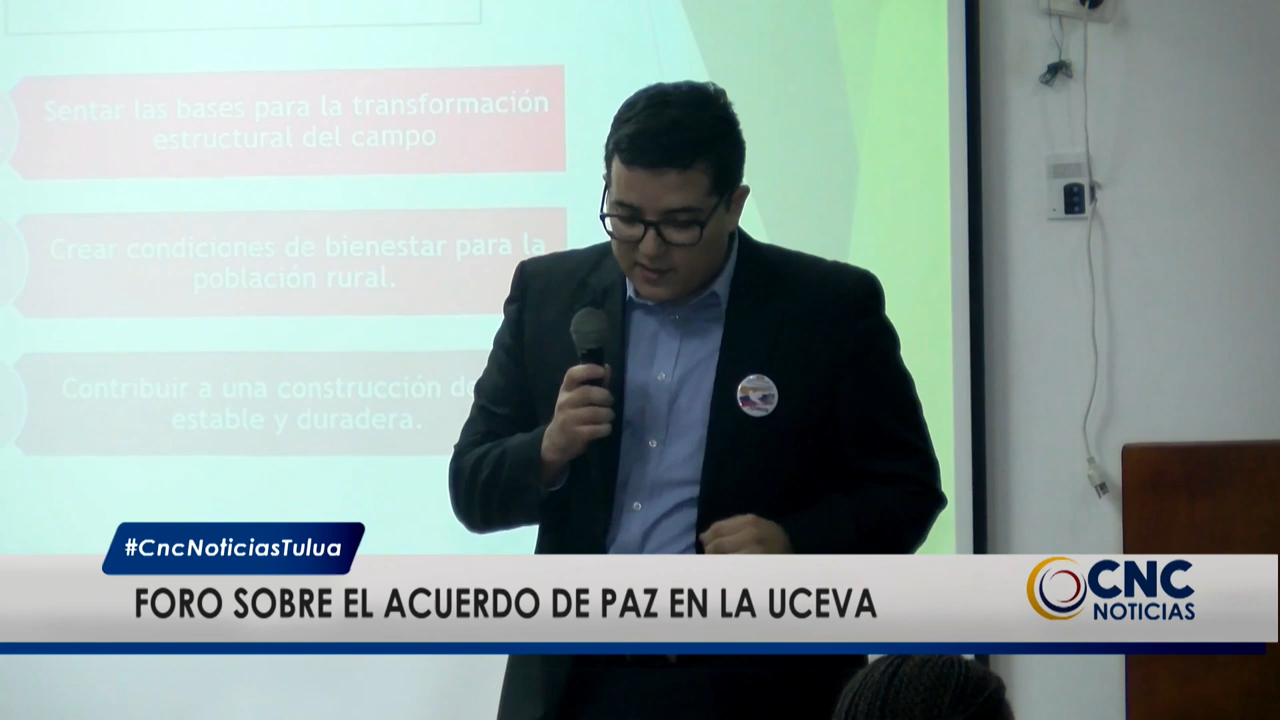 Sentar las bases para la transformación
estructural del campo
Crear condiciones de bienestar para la
población rural.
Contribuir a una construcción
estable y duradera.
#CncNoticiasTulua
FORO SOBRE EL ACUERDO DE PAZ EN LA UCEVA
CNC
NOTICIAS